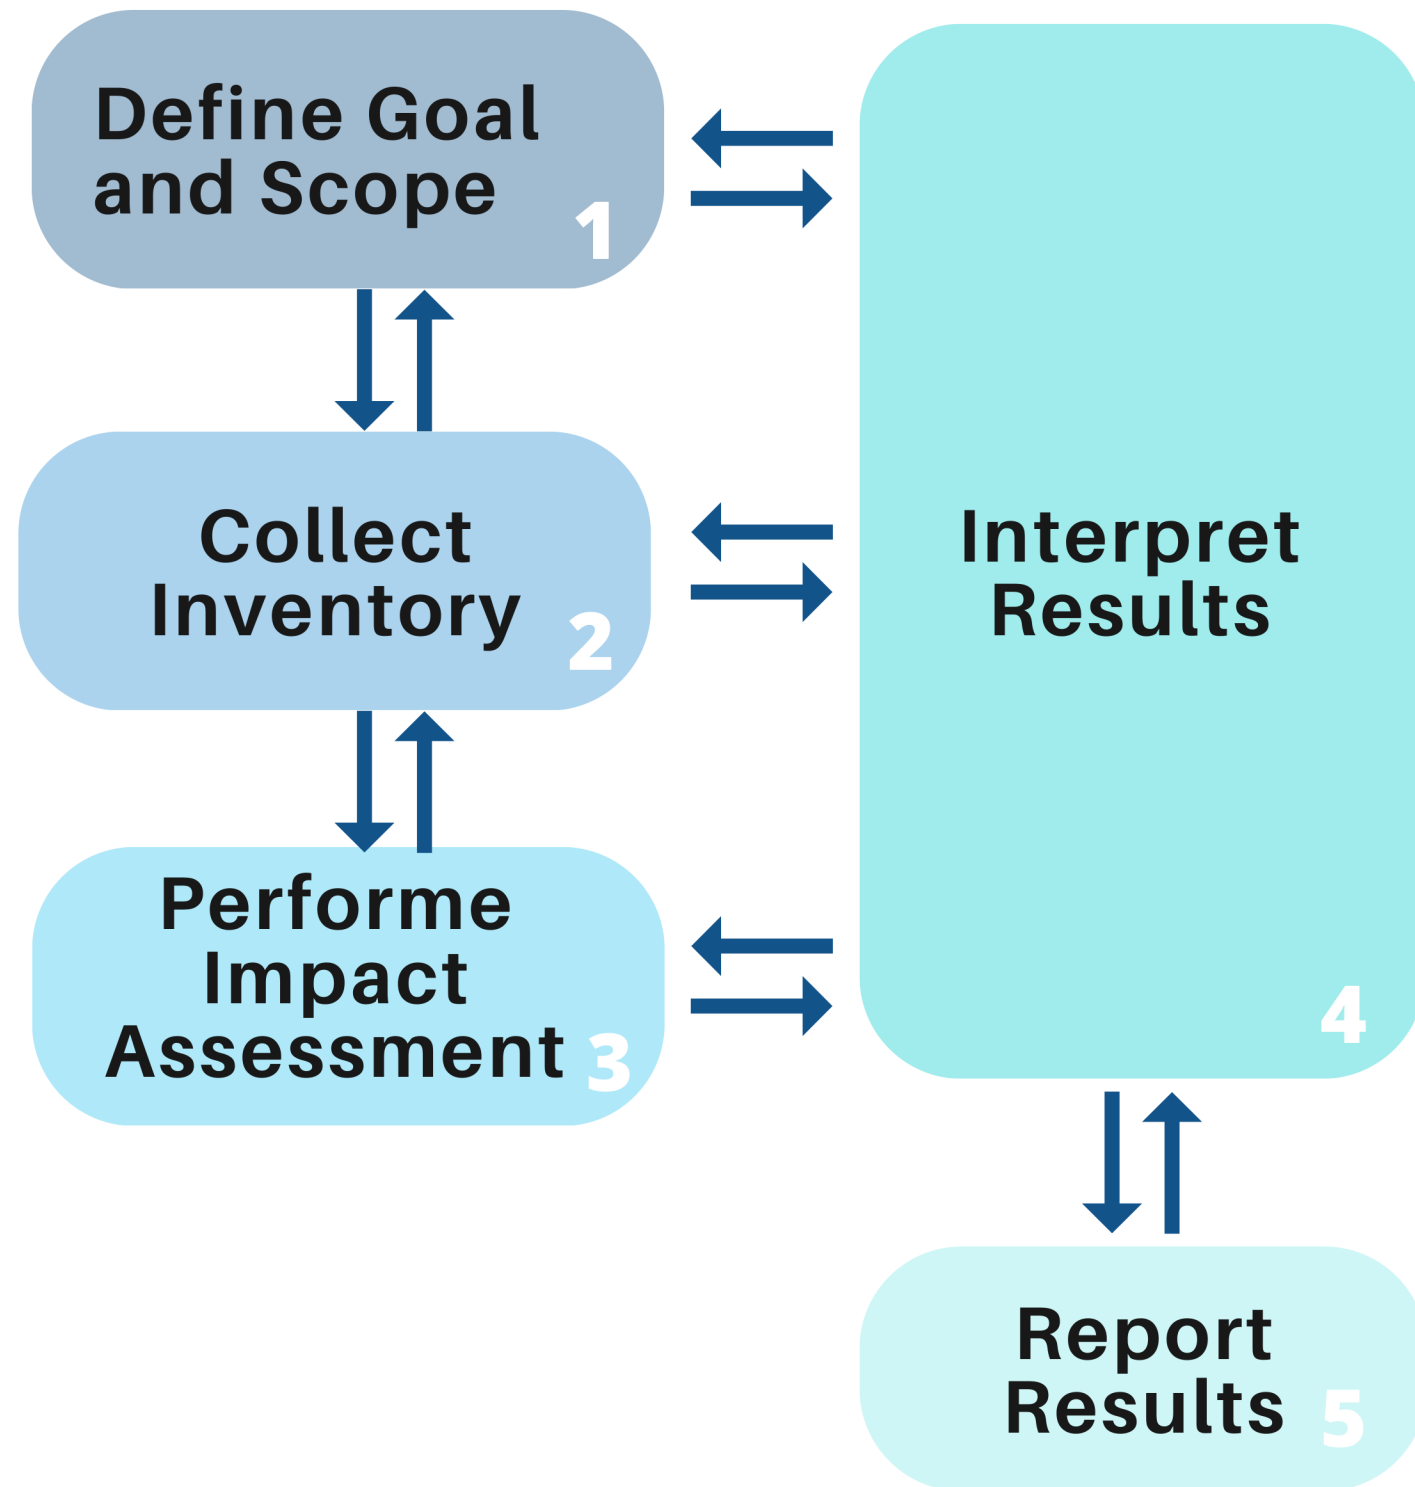 Define Goal
and Scope
1
Collect
Inventory
2
Performe
Impact
Assessment
3
Interpret
Results
4
Report
Results
5